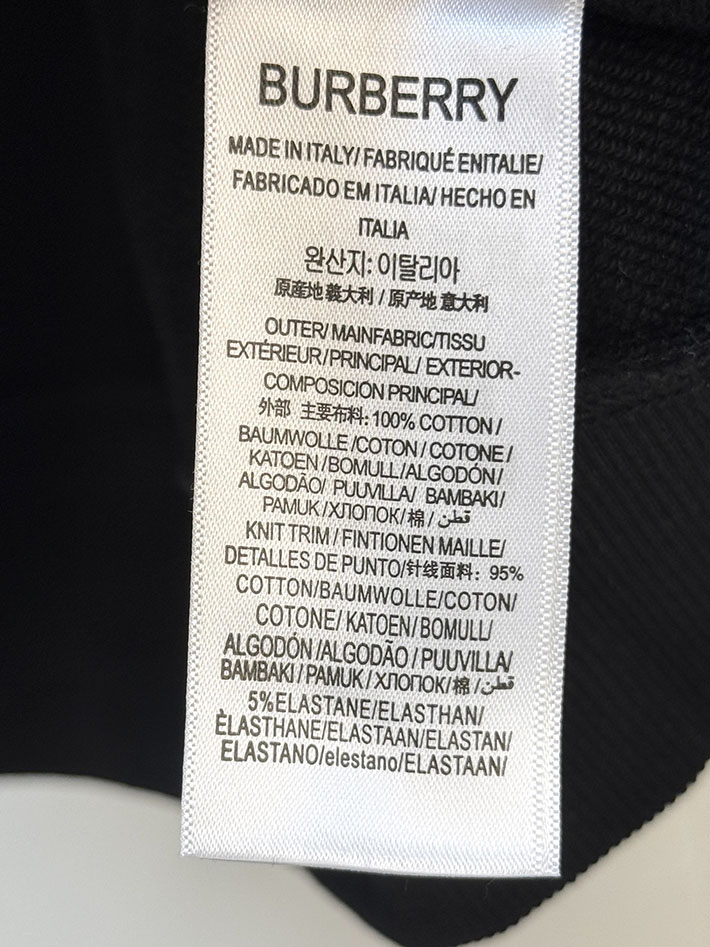 BURBERRY
MADE IN ITALY/ FABRIQUÉ ENITALIE/
FABRICADO EM ITALIA/ HECHO EN
ITALIA
완산지: 이탈리아
原産地義大利 / 原产地意大利
OUTER/ MAINFABRIC/TISSU
EXTÉRIEUR/PRINCIPAL/ EXTERIOR-
COMPOSICION PRINCIPAL/
外部 主要布料: 100% COTTON /
BAUMWOLLE /COTON / COTONE /
KATOEN /BOMULL/ALGODÓN/
ALGODÃO/ PUUVILLA/ BAMBAKI/
PAMUK /ХЛОПОК/棉 / قطن
KNIT TRIM / FINTIONEN MAILLE/
DETALLES DE PUNTO/针线面料: 95%
COTTON/BAUMWOLLE/COTON/
COTONE/ KATOEN/ BOMULL/
ALGODÓN /ALGODÃO / PUUVILLA/
BAMBAKI / PAMUK / ХЛОПОК/棉 /قطن
5%ELASTANE/ELASTHAN/
ÈLASTHANE/ELASTAAN/ELASTAN/
ELASTANO/elestano/ELASTAAN/